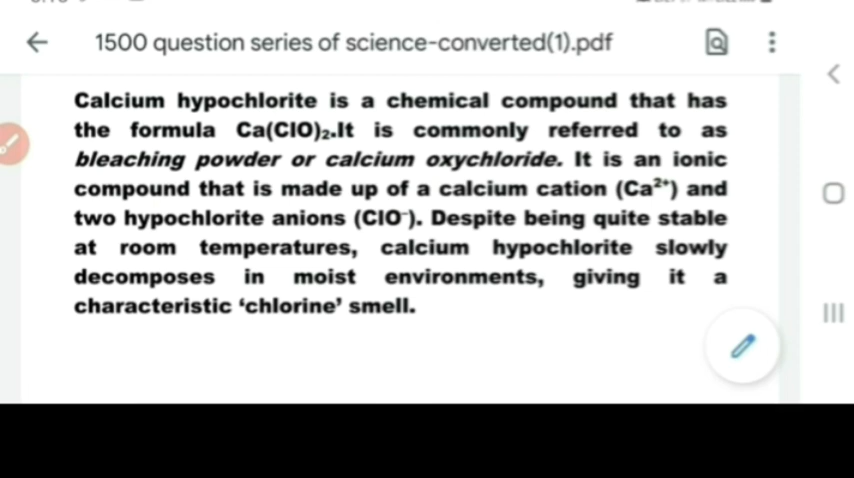 1500 question series of science-converted(1).pdf
Calcium hypochlorite is a chemical compound that has
the formula Ca(ClO)₂.It is commonly referred to as
bleaching powder or calcium oxychloride. It is an ionic
compound that is made up of a calcium cation (Ca²⁺) and
two hypochlorite anions (ClO⁻). Despite being quite stable
at room temperatures, calcium hypochlorite slowly
decomposes in moist environments, giving it a
characteristic ‘chlorine’ smell.